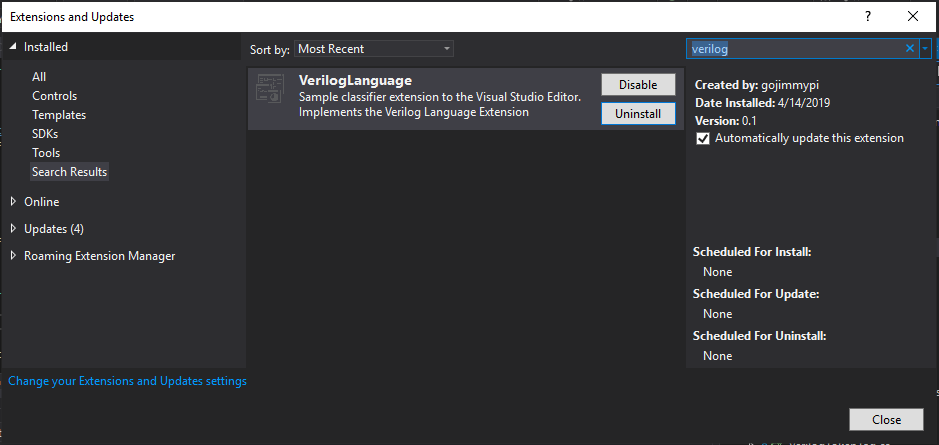 Extensions and Updates
Installed
All
Controls
Templates
SDKs
Tools
Search Results
Online
Updates (4)
Roaming Extension Manager
Change your Extensions and Updates settings
Sort by: Most Recent
VerilogLanguage
Sample classifier extension to the Visual Studio Editor.
Implements the Verilog Language Extension
Disable
Uninstall
verilog
Created by: gojimmypi
Date Installed: 4/14/2019
Version: 0.1
Automatically update this extension
Scheduled For Install:
None
Scheduled For Update:
None
Scheduled For Uninstall:
None
Close